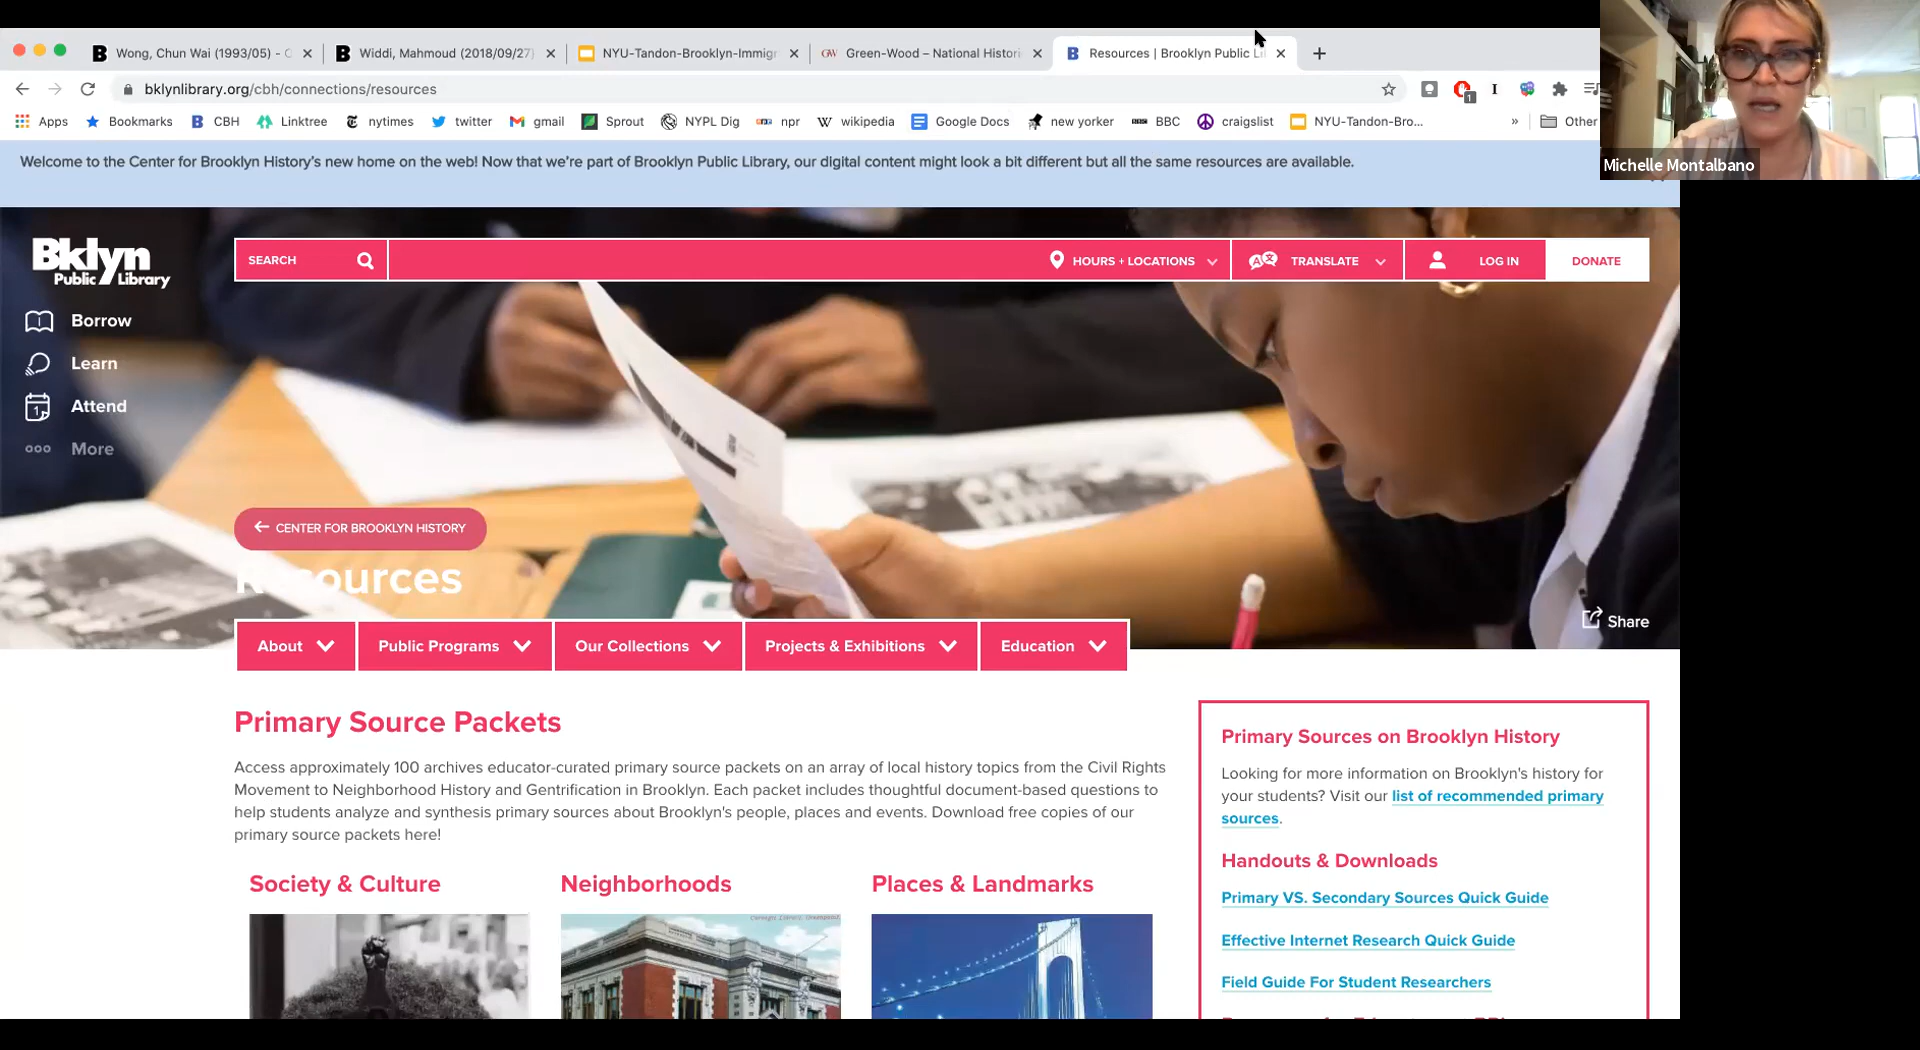 Wong, Chun Wai (1993/05) - C
Widdi, Mahmoud (2018/09/27)
NYU-Tandon-Brooklyn-Immig
Green-Wood – National Histori
Resources | Brooklyn Public Li
bklynlibrary.org/cbh/connections/resources
1
Apps
Bookmarks
CBH
Linktree
nytimes
twitter
gmail
Sprout
NYPL Dig
npr
wikipedia
Google Docs
new yorker
BBC
craigslist
NYU-Tandon-Bro...
»
Other
Michelle Montalbano
Welcome to the Center for Brooklyn History's new home on the web! Now that we're part of Brooklyn Public Library, our digital content might look a bit different but all the same resources are available.
Bklyn
Public Library
SEARCH
HOURS + LOCATIONS
TRANSLATE
LOG IN
DONATE
Borrow
Learn
Attend
More
CENTER FOR BROOKLYN HISTORY
Resources
Share
About
Public Programs
Our Collections
Projects & Exhibitions
Education
Primary Source Packets
Access approximately 100 archives educator-curated primary source packets on an array of local history topics from the Civil Rights
Movement to Neighborhood History and Gentrification in Brooklyn. Each packet includes thoughtful document-based questions to
help students analyze and synthesis primary sources about Brooklyn's people, places and events. Download free copies of our
primary source packets here!
Society & Culture
Neighborhoods
Places & Landmarks
Primary Sources on Brooklyn History
Looking for more information on Brooklyn's history for
your students? Visit our list of recommended primary
sources.
Handouts & Downloads
Primary VS. Secondary Sources Quick Guide
Effective Internet Research Quick Guide
Field Guide For Student Researchers